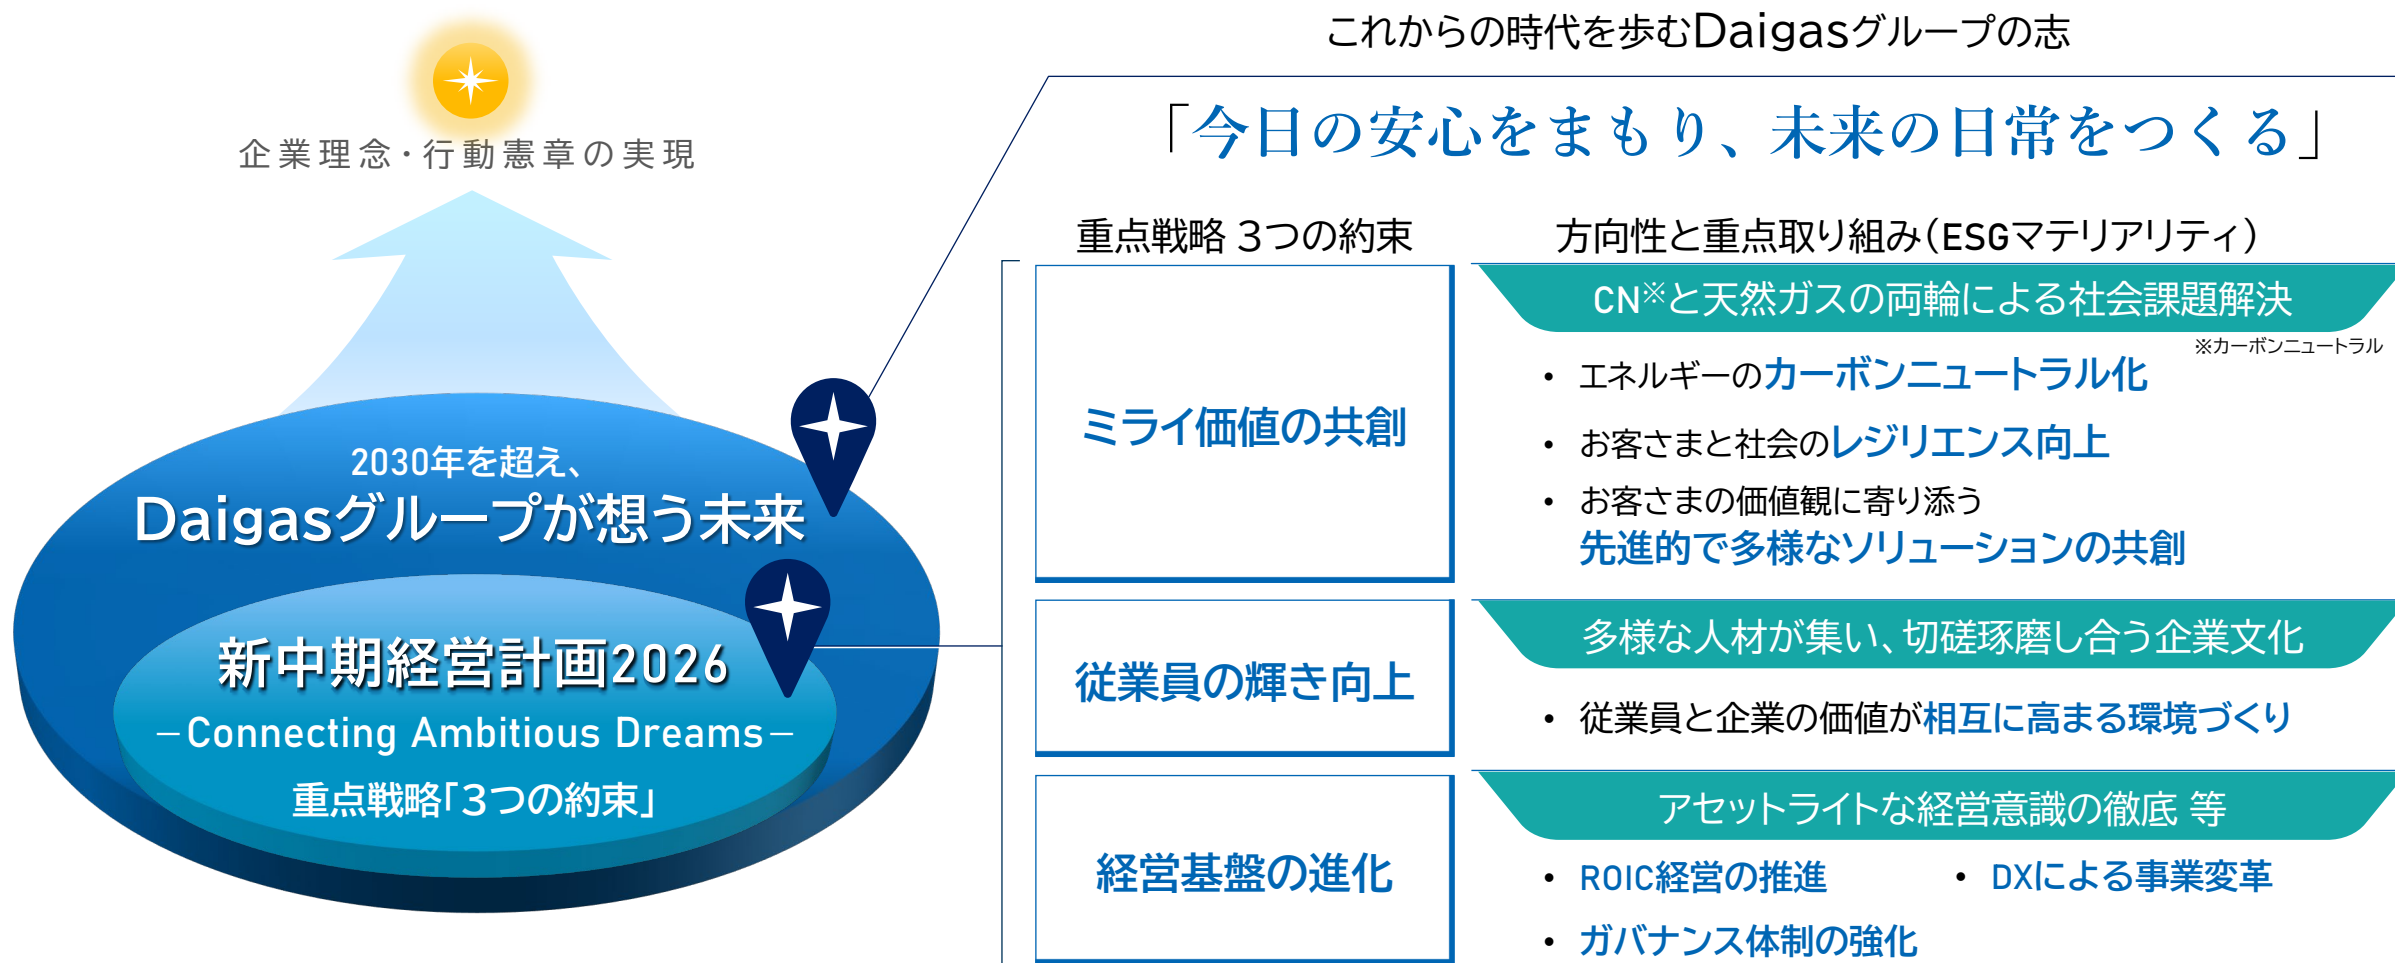 企業理念・行動憲章の実現
2030年を超え、
Daigasグループが想う未来
新中期経営計画2026
－Connecting Ambitious Dreams－
重点戦略「3つの約束」
これからの時代を歩むDaigasグループの志
「今日の安心をまもり、未来の日常をつくる」
重点戦略 3つの約束
方向性と重点取り組み（ESGマテリアリティ）
ミライ価値の共創
CN※と天然ガスの両輪による社会課題解決
※カーボンニュートラル
• エネルギーのカーボンニュートラル化
• お客さまと社会のレジリエンス向上
• お客さまの価値観に寄り添う
先進的で多様なソリューションの共創
従業員の輝き向上
多様な人材が集い、切磋琢磨し合う企業文化
• 従業員と企業の価値が相互に高まる環境づくり
経営基盤の進化
アセットライトな経営意識の徹底 等
• ROIC経営の推進 • DXによる事業変革
• ガバナンス体制の強化